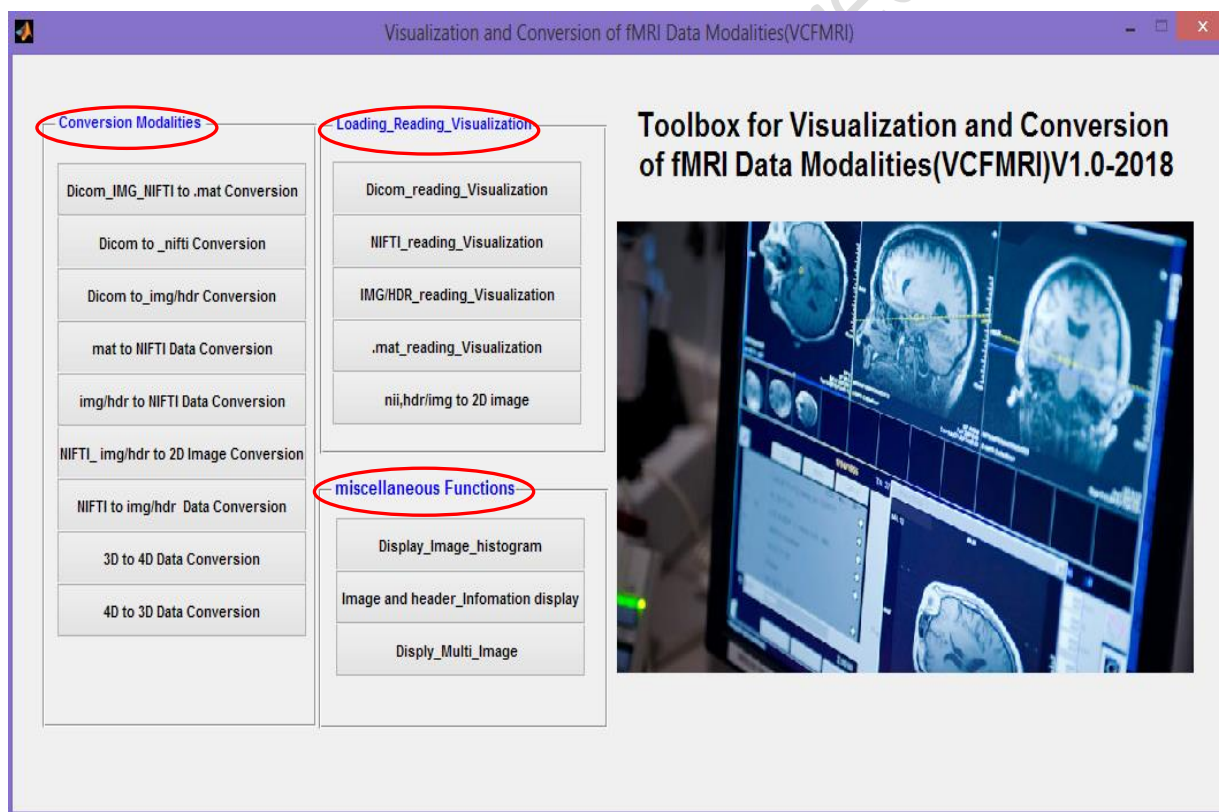 Visualization and Conversion of fMRI Data Modalities(VCFMRI)
Conversion Modalities
Dicom_IMG_NIFTI to .mat Conversion
Dicom to _nifti Conversion
Dicom to_img/hdr Conversion
mat to NIFTI Data Conversion
img/hdr to NIFTI Data Conversion
NIFTI_ img/hdr to 2D Image Conversion
NIFTI to img/hdr Data Conversion
3D to 4D Data Conversion
4D to 3D Data Conversion
Loading_Reading_Visualization
Dicom_reading_Visualization
NIFTI_reading_Visualization
IMG/HDR_reading_Visualization
.mat_reading_Visualization
nii,hdr/img to 2D image
miscellaneous Functions
Display_Image_histogram
Image and header_Infomation display
Disply_Multi_Image
Toolbox for Visualization and Conversion
of fMRI Data Modalities(VCFMRI)V1.0-2018